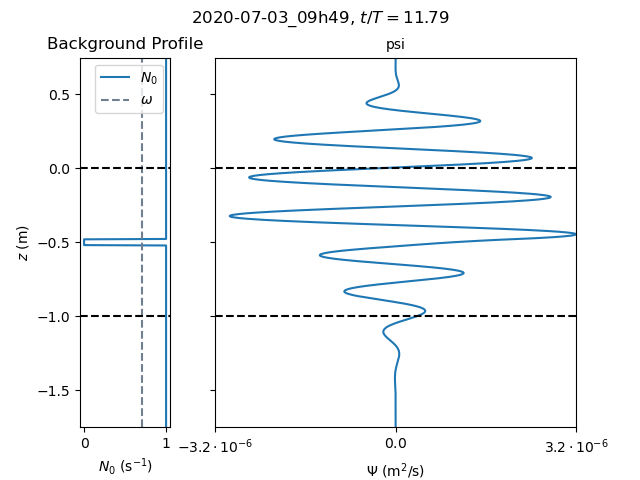 2020-07-03_09h49, t/T = 11.79
Background Profile
psi
N₀
ω
0.5
0.0
−0.5
−1.0
−1.5
z (m)
0 1
N₀ (s⁻¹)
−3.2 · 10⁻⁶ 0.0 3.2 · 10⁻⁶
Ψ (m²/s)